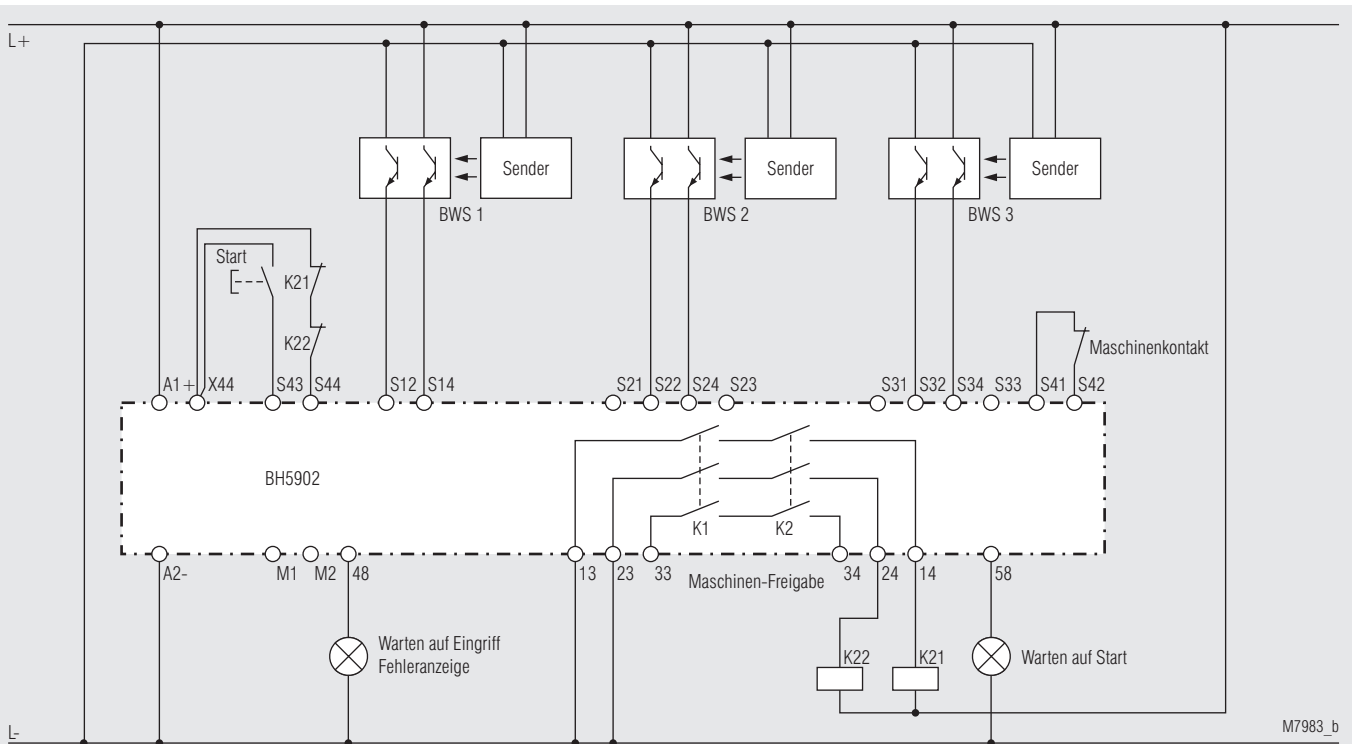 L+
Sender
Sender
Sender
BWS 1
BWS 2
BWS 3
Start
K21
K22
Maschinenkontakt
A1+ X44 S43 S44 S12 S14 S21 S22 S24 S23 S31 S32 S34 S33 S41 S42
BH5902
K1 K2
A2- M1 M2 48 13 23 33 Maschinen-Freigabe 34 24 14 58
Warten auf Eingriff
Fehleranzeige
K22 K21
Warten auf Start
L-
M7983_b